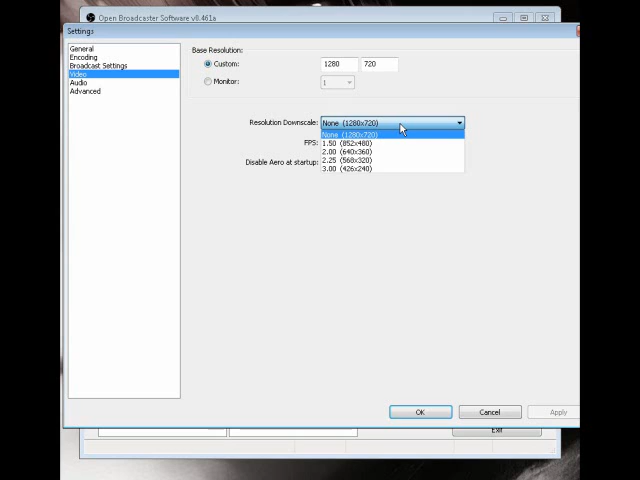 Open Broadcaster Software v0.461a
Settings
General
Encoding
Broadcast Settings
Video
Audio
Advanced
Base Resolution:
Custom: 1280 720
Monitor: 1
Resolution Downscale: None (1280x720)
None (1280x720)
FPS: 1.50 (852x480)
2.00 (640x360)
Disable Aero at startup: 2.25 (568x320)
3.00 (426x240)
OK Cancel Apply
Exit